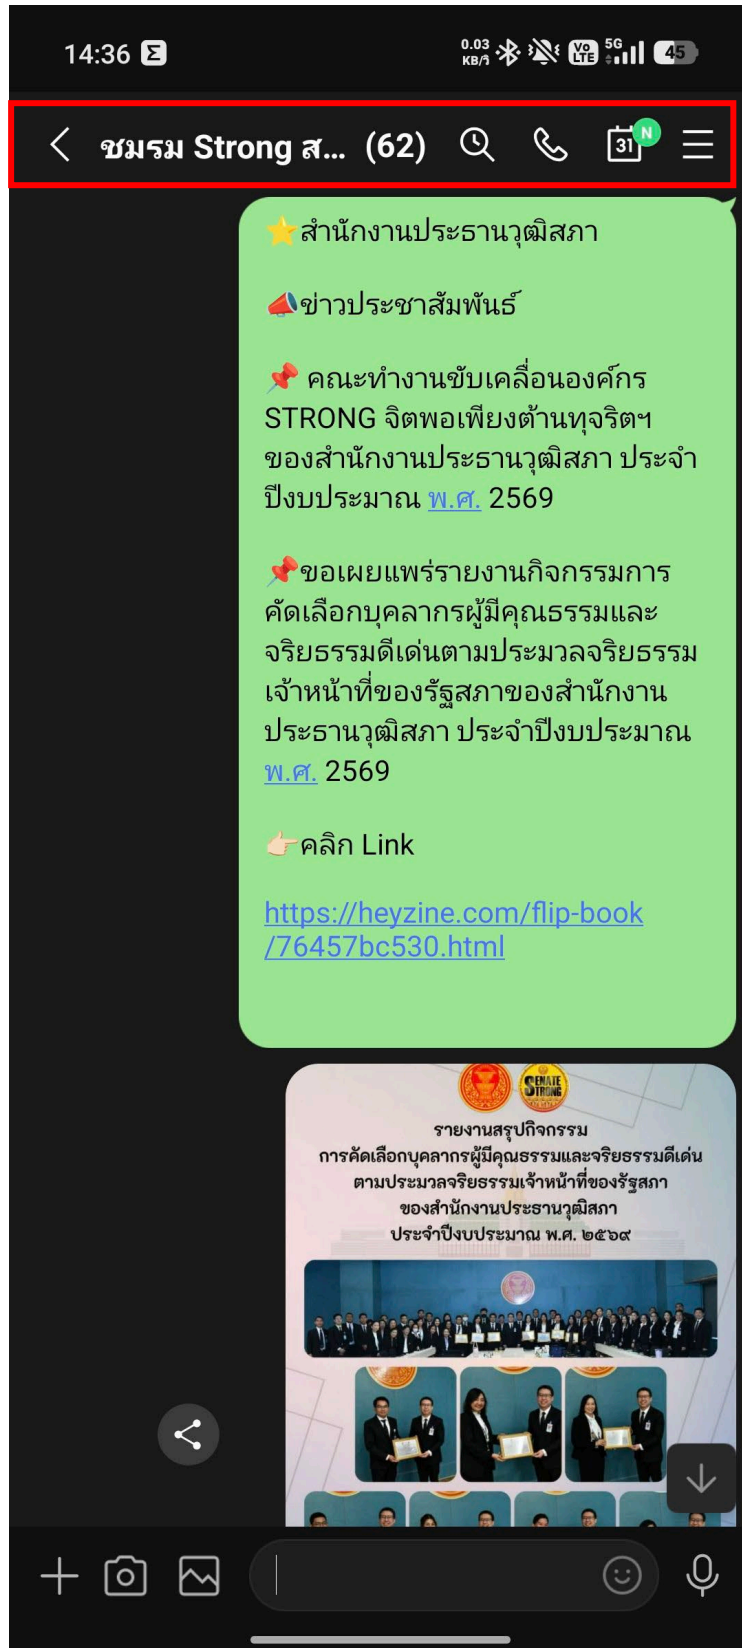 14:36
0.03 KB/วิ
Vo LTE
5G
45
ชมรม Strong ส... (62)
31
N
⭐สำนักงานประธานวุฒิสภา
📣ข่าวประชาสัมพันธ์
📌 คณะทำงานขับเคลื่อนองค์กร
STRONG จิตพอเพียงต้านทุจริตฯ
ของสำนักงานประธานวุฒิสภา ประจำ
ปีงบประมาณ พ.ศ. 2569
📌ขอเผยแพร่รายงานกิจกรรมการ
คัดเลือกบุคลากรผู้มีคุณธรรมและ
จริยธรรมดีเด่นตามประมวลจริยธรรม
เจ้าหน้าที่ของรัฐสภาของสำนักงาน
ประธานวุฒิสภา ประจำปีงบประมาณ
พ.ศ. 2569
👉🏻คลิก Link
https://heyzine.com/flip-book
/76457bc530.html
SENATE
STRONG
รายงานสรุปกิจกรรม
การคัดเลือกบุคลากรผู้มีคุณธรรมและจริยธรรมดีเด่น
ตามประมวลจริยธรรมเจ้าหน้าที่ของรัฐสภา
ของสำนักงานประธานวุฒิสภา
ประจำปีงบประมาณ พ.ศ. ๒๕๖๙